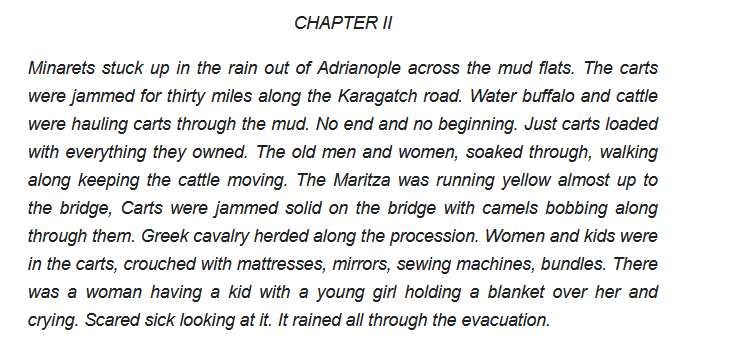 CHAPTER II
Minarets stuck up in the rain out of Adrianople across the mud flats. The carts
were jammed for thirty miles along the Karagatch road. Water buffalo and cattle
were hauling carts through the mud. No end and no beginning. Just carts loaded
with everything they owned. The old men and women, soaked through, walking
along keeping the cattle moving. The Maritza was running yellow almost up to
the bridge, Carts were jammed solid on the bridge with camels bobbing along
through them. Greek cavalry herded along the procession. Women and kids were
in the carts, crouched with mattresses, mirrors, sewing machines, bundles. There
was a woman having a kid with a young girl holding a blanket over her and
crying. Scared sick looking at it. It rained all through the evacuation.